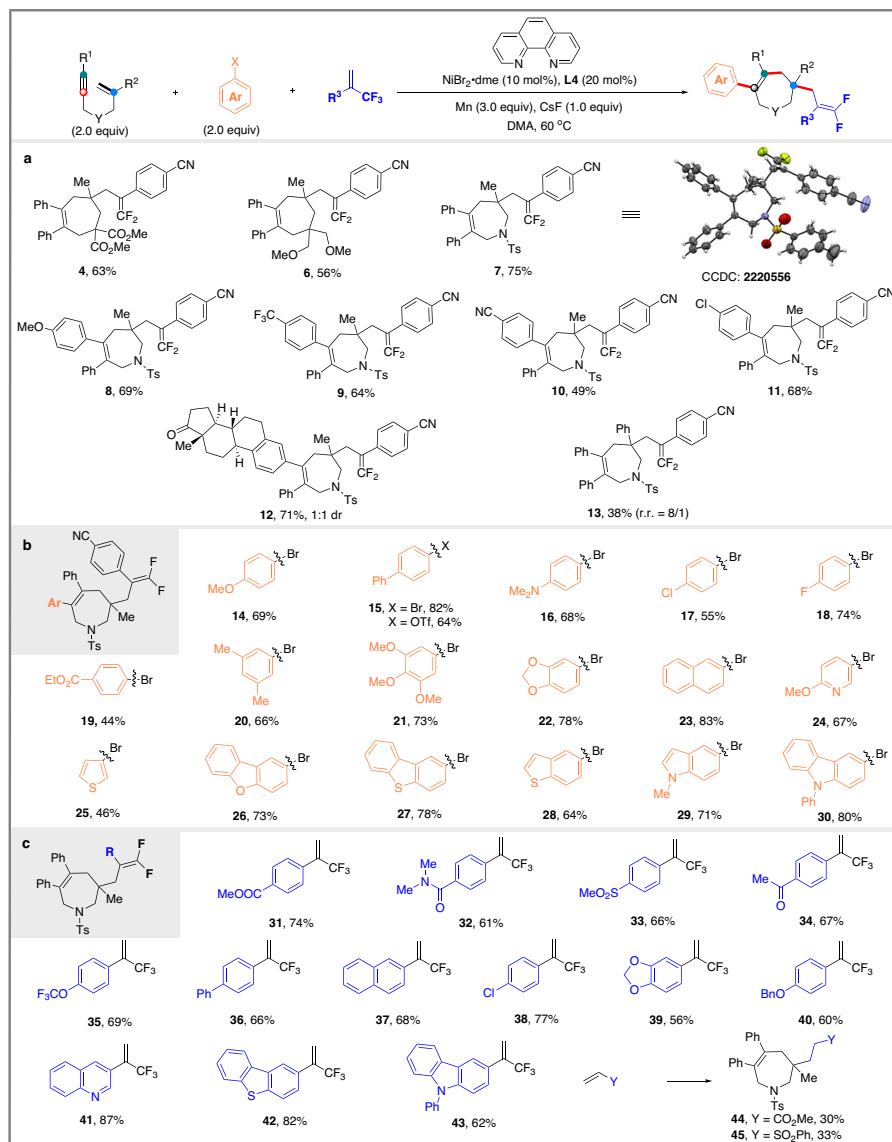 R¹
R²
Y
(2.0 equiv)
+
X
Ar
(2.0 equiv)
+
R³
CF₃
N
N
NiBr₂•dme (10 mol%), L4 (20 mol%)
Mn (3.0 equiv), CsF (1.0 equiv)
DMA, 60 °C
R¹
R²
Ar
Y
R³
F
F
a
Me
CN
Ph
Ph
CF₂
CO₂Me
CO₂Me
4, 63%
Me
CN
Ph
Ph
CF₂
MeO
OMe
6, 56%
Me
CN
Ph
Ph
CF₂
N
Ts
7, 75%
CCDC: 2220556
MeO
Me
CN
Ph
CF₂
N
Ts
8, 69%
F₃C
Me
CN
Ph
CF₂
N
Ts
9, 64%
NC
Me
CN
Ph
CF₂
N
Ts
10, 49%
Cl
Me
CN
Ph
CF₂
N
Ts
11, 68%
O
Me
H
H
H
Me
CN
Ph
CF₂
N
Ts
12, 71%, 1:1 dr
Ph
CN
Ph
Ph
CF₂
N
Ts
13, 38% (r.r. = 8/1)
b
NC
F
F
Ph
Ar
Me
N
Ts
MeO
Br
14, 69%
Ph
X
15, X = Br, 82%
X = OTf, 64%
Me₂N
Br
16, 68%
Cl
Br
17, 55%
F
Br
18, 74%
EtO₂C
Br
19, 44%
Me
Me
Br
20, 66%
MeO
MeO
OMe
Br
21, 73%
O
O
Br
22, 78%
Br
23, 83%
MeO
N
Br
24, 67%
Br
S
25, 46%
O
Br
26, 73%
S
Br
27, 78%
S
Br
28, 64%
N
Me
Br
29, 71%
N
Ph
Br
30, 80%
c
R
F
F
Ph
Ph
Me
N
Ts
MeOOC
CF₃
31, 74%
Me
N
Me
O
CF₃
32, 61%
MeO₂S
CF₃
33, 66%
Me
O
CF₃
34, 67%
F₃CO
CF₃
35, 69%
Ph
CF₃
36, 66%
CF₃
37, 68%
Cl
CF₃
38, 77%
O
O
CF₃
39, 56%
BnO
CF₃
40, 60%
N
CF₃
41, 87%
S
CF₃
42, 82%
N
Ph
CF₃
43, 62%
Y
Ph
Ph
Y
Me
N
Ts
44, Y = CO₂Me, 30%
45, Y = SO₂Ph, 33%